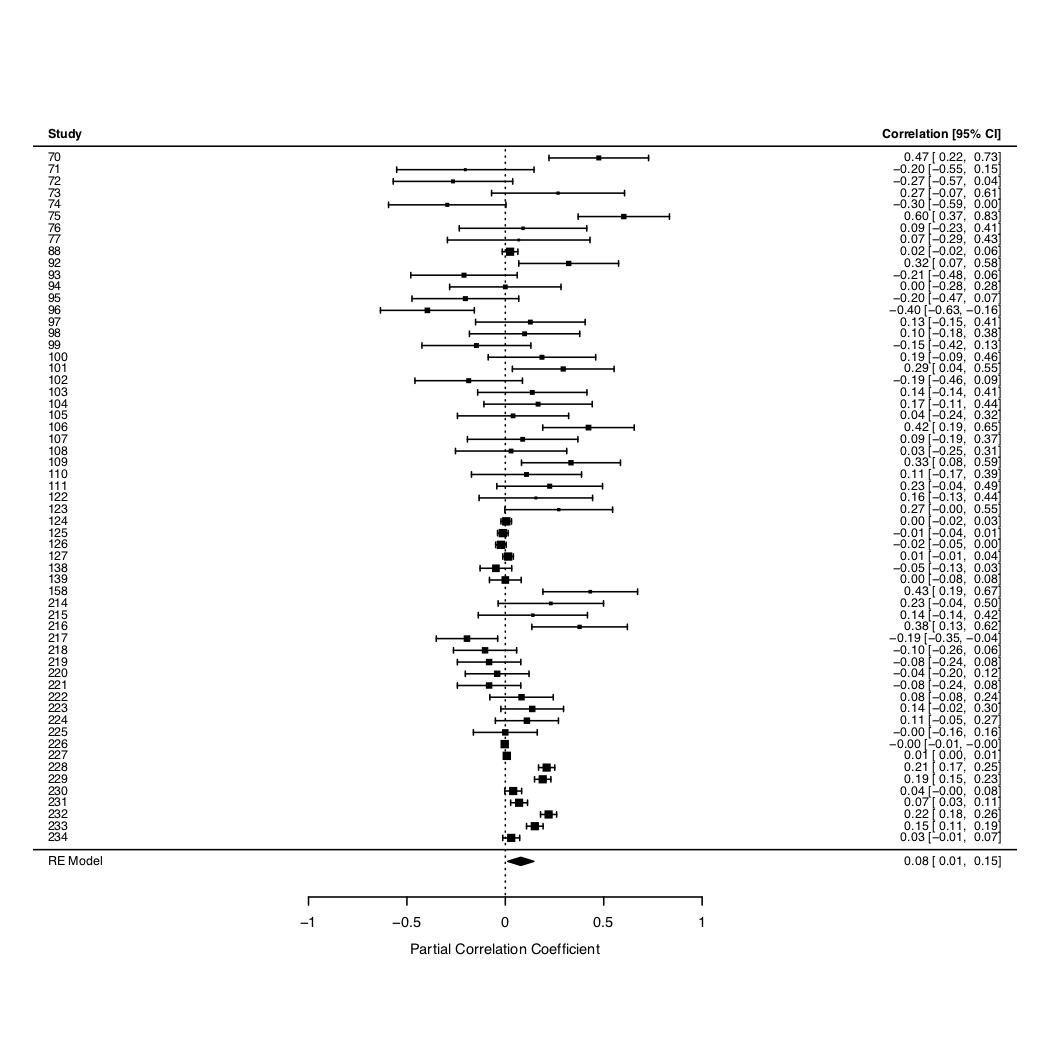 Study Correlation [95% CI]
70 0.47 [ 0.22, 0.73]
71 −0.20 [−0.55, 0.15]
72 −0.27 [−0.57, 0.04]
73 0.27 [−0.07, 0.61]
74 −0.30 [−0.59, 0.00]
75 0.60 [ 0.37, 0.83]
76 0.09 [−0.23, 0.41]
77 0.07 [−0.29, 0.43]
88 0.02 [−0.02, 0.06]
92 0.32 [ 0.07, 0.58]
93 −0.21 [−0.48, 0.06]
94 0.00 [−0.28, 0.28]
95 −0.20 [−0.47, 0.07]
96 −0.40 [−0.63, −0.16]
97 0.13 [−0.15, 0.41]
98 0.10 [−0.18, 0.38]
99 −0.15 [−0.42, 0.13]
100 0.19 [−0.09, 0.46]
101 0.29 [ 0.04, 0.55]
102 −0.19 [−0.46, 0.09]
103 0.14 [−0.14, 0.41]
104 0.17 [−0.11, 0.44]
105 0.04 [−0.24, 0.32]
106 0.42 [ 0.19, 0.65]
107 0.09 [−0.19, 0.37]
108 0.03 [−0.25, 0.31]
109 0.33 [ 0.08, 0.59]
110 0.11 [−0.17, 0.39]
111 0.23 [−0.04, 0.49]
122 0.16 [−0.13, 0.44]
123 0.27 [−0.00, 0.55]
124 0.00 [−0.02, 0.03]
125 −0.01 [−0.04, 0.01]
126 −0.02 [−0.05, 0.00]
127 0.01 [−0.01, 0.04]
138 −0.05 [−0.13, 0.03]
139 0.00 [−0.08, 0.08]
158 0.43 [ 0.19, 0.67]
214 0.23 [−0.04, 0.50]
215 0.14 [−0.14, 0.42]
216 0.38 [ 0.13, 0.62]
217 −0.19 [−0.35, −0.04]
218 −0.10 [−0.26, 0.06]
219 −0.08 [−0.24, 0.08]
220 −0.04 [−0.20, 0.12]
221 −0.08 [−0.24, 0.08]
222 0.08 [−0.08, 0.24]
223 0.14 [−0.02, 0.30]
224 0.11 [−0.05, 0.27]
225 −0.00 [−0.16, 0.16]
226 −0.00 [−0.01, −0.00]
227 0.01 [ 0.00, 0.01]
228 0.21 [ 0.17, 0.25]
229 0.19 [ 0.15, 0.23]
230 0.04 [−0.00, 0.08]
231 0.07 [ 0.03, 0.11]
232 0.22 [ 0.18, 0.26]
233 0.15 [ 0.11, 0.19]
234 0.03 [−0.01, 0.07]
RE Model 0.08 [ 0.01, 0.15]
−1 −0.5 0 0.5 1
Partial Correlation Coefficient